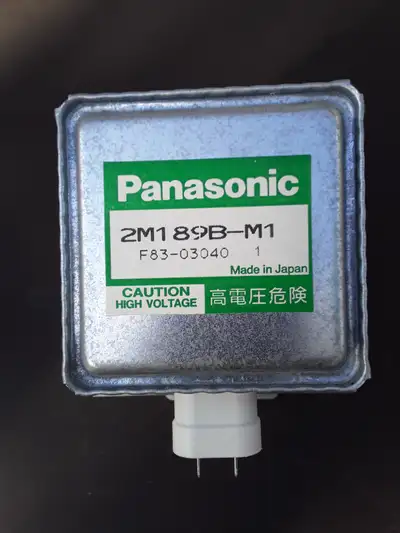 Panasonic
2M189B-M1
F83-03040 1
Made in Japan
CAUTION
HIGH VOLTAGE
高電圧危険